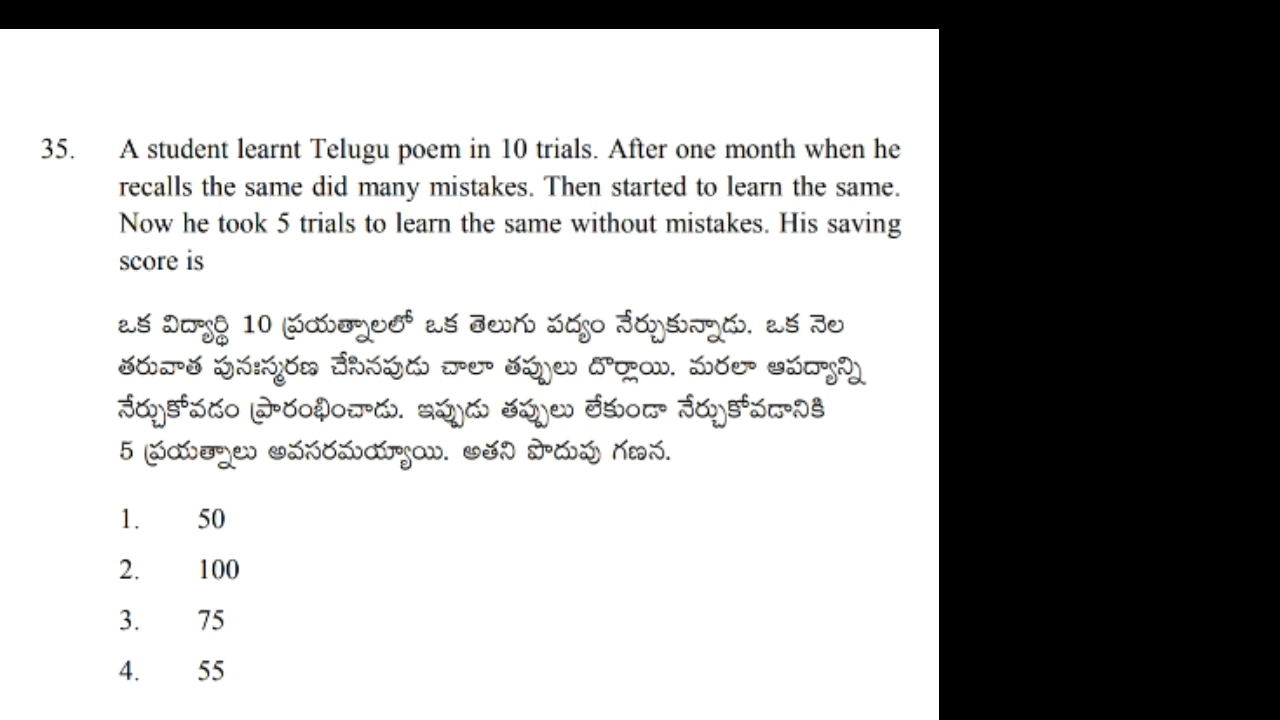 35. A student learnt Telugu poem in 10 trials. After one month when he
recalls the same did many mistakes. Then started to learn the same.
Now he took 5 trials to learn the same without mistakes. His saving
score is
ఒక విద్యార్థి 10 ప్రయత్నాలలో ఒక తెలుగు పద్యం నేర్చుకున్నాడు. ఒక నెల
తరువాత పునఃస్మరణ చేసినపుడు చాలా తప్పులు దొర్లాయి. మరలా ఆపద్యాన్ని
నేర్చుకోవడం ప్రారంభించాడు. ఇప్పుడు తప్పులు లేకుండా నేర్చుకోవడానికి
5 ప్రయత్నాలు అవసరమయ్యాయి. అతని పొదుపు గణన.
1. 50
2. 100
3. 75
4. 55